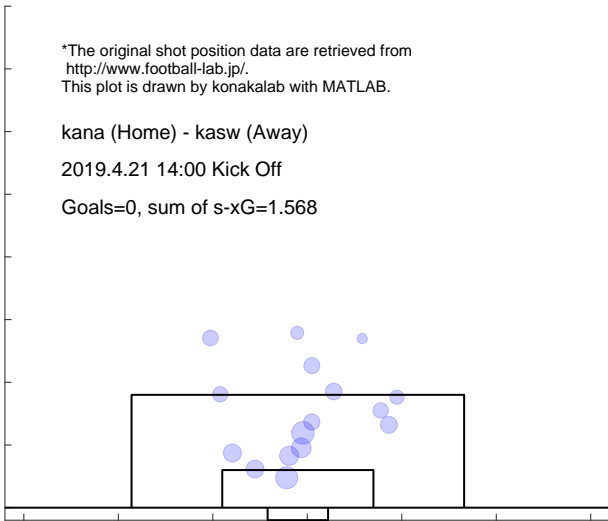 *The original shot position data are retrieved from
http://www.football-lab.jp/.
This plot is drawn by konakalab with MATLAB.
kana (Home) - kasw (Away)
2019.4.21 14:00 Kick Off
Goals=0, sum of s-xG=1.568